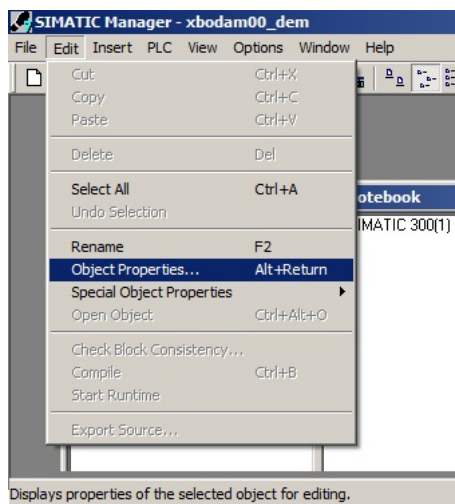 SIMATIC Manager - xbodam00_dem
File Edit Insert PLC View Options Window Help
Cut Ctrl+X
Copy Ctrl+C
Paste Ctrl+V
Delete Del
Select All Ctrl+A
Undo Selection
otebook
IMATIC 300(1)
Rename F2
Object Properties... Alt+Return
Special Object Properties
Open Object Ctrl+Alt+O
Check Block Consistency...
Compile Ctrl+B
Start Runtime
Export Source...
Displays properties of the selected object for editing.